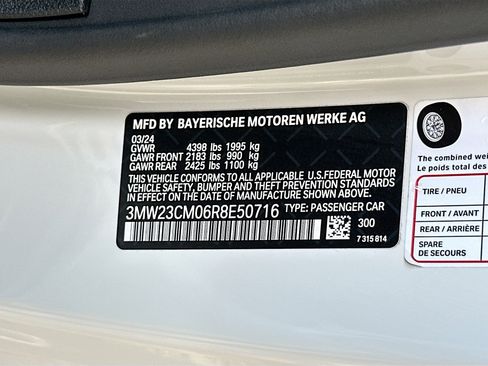 MFD BY BAYERISCHE MOTOREN WERKE AG
03/24
GVWR 4398 lbs 1995 kg
GAWR FRONT 2183 lbs 990 kg
GAWR REAR 2425 lbs 1100 kg
THIS VEHICLE CONFORMS TO ALL APPLICABLE U.S.FEDERAL MOTOR
VEHICLE SAFETY, BUMPER AND THEFT PREVENTION STANDARDS
IN EFFECT ON THE DATE OF MANUFACTURE SHOWN ABOVE.
3MW23CM06R8E50716 TYPE: PASSENGER CAR
300
7 315 814
The combined wei
Le poids total des
TIRE / PNEU
FRONT / AVANT
REAR / ARRIÈRE
SPARE
DE SECOURS